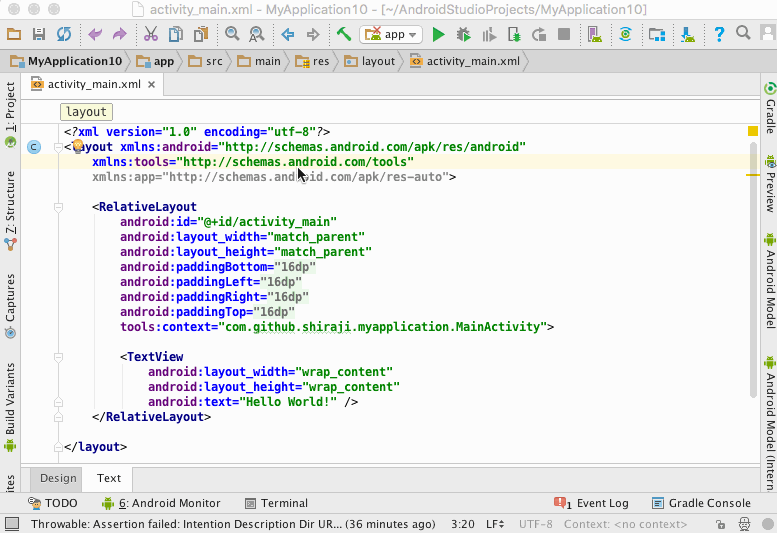 activity_main.xml - MyApplication10 - [~/AndroidStudioProjects/MyApplication10]
app
MyApplication10 app src main res layout activity_main.xml
activity_main.xml
layout
<?xml version="1.0" encoding="utf-8"?>
<layout xmlns:android="http://schemas.android.com/apk/res/android"
xmlns:tools="http://schemas.android.com/tools"
xmlns:app="http://schemas.android.com/apk/res-auto">
<RelativeLayout
android:id="@+id/activity_main"
android:layout_width="match_parent"
android:layout_height="match_parent"
android:paddingBottom="16dp"
android:paddingLeft="16dp"
android:paddingRight="16dp"
android:paddingTop="16dp"
tools:context="com.github.shiraji.myapplication.MainActivity">
<TextView
android:layout_width="wrap_content"
android:layout_height="wrap_content"
android:text="Hello World!" />
</RelativeLayout>
</layout>
1: Project
7: Structure
Captures
Build Variants
Gradle
Preview
Android Model
Android Model (Intern
Design Text
TODO 6: Android Monitor Terminal 1 Event Log Gradle Console
Throwable: Assertion failed: Intention Description Dir UR... (36 minutes ago) 3:20 LF UTF-8 Context: <no context>